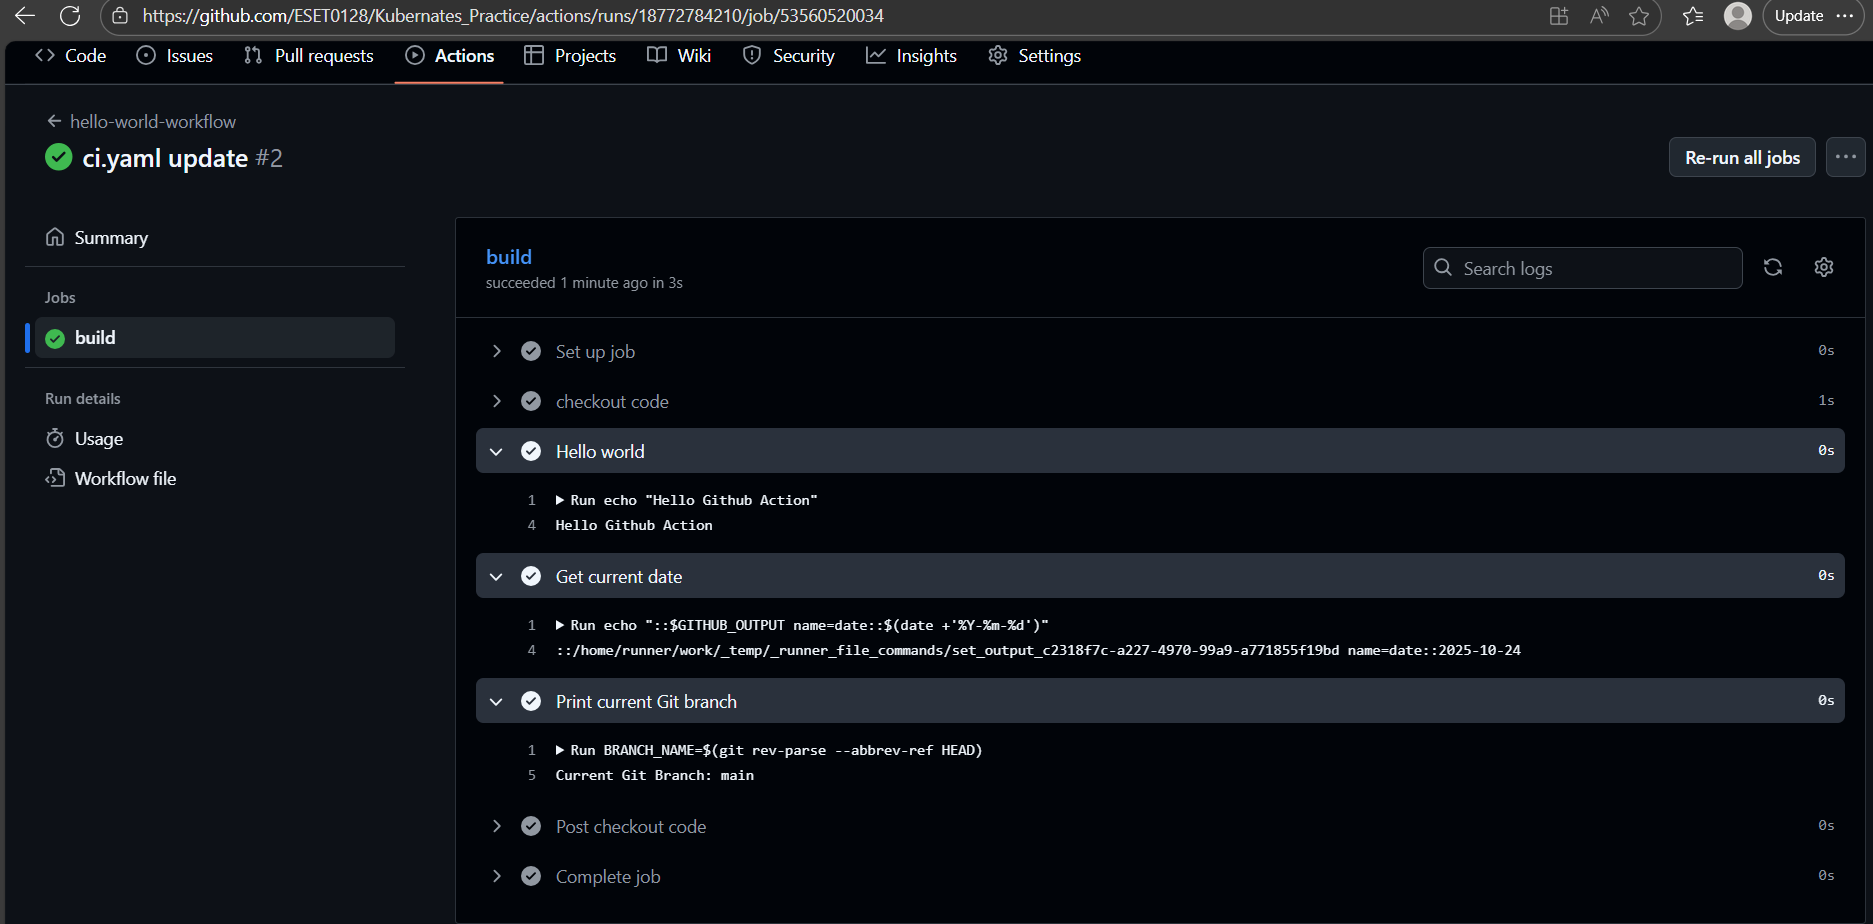 https://github.com/ESET0128/Kubernates_Practice/actions/runs/18772784210/job/53560520034
Update
Code Issues Pull requests Actions Projects Wiki Security Insights Settings
hello-world-workflow
ci.yaml update #2
Re-run all jobs
Summary
Jobs
build
Run details
Usage
Workflow file
build
succeeded 1 minute ago in 3s
Search logs
Set up job 0s
checkout code 1s
Hello world 0s
1 Run echo "Hello Github Action"
4 Hello Github Action
Get current date 0s
1 Run echo "::$GITHUB_OUTPUT name=date::$(date +'%Y-%m-%d')"
4 ::/home/runner/work/_temp/_runner_file_commands/set_output_c2318f7c-a227-4970-99a9-a771855f19bd name=date::2025-10-24
Print current Git branch 0s
1 Run BRANCH_NAME=$(git rev-parse --abbrev-ref HEAD)
5 Current Git Branch: main
Post checkout code 0s
Complete job 0s